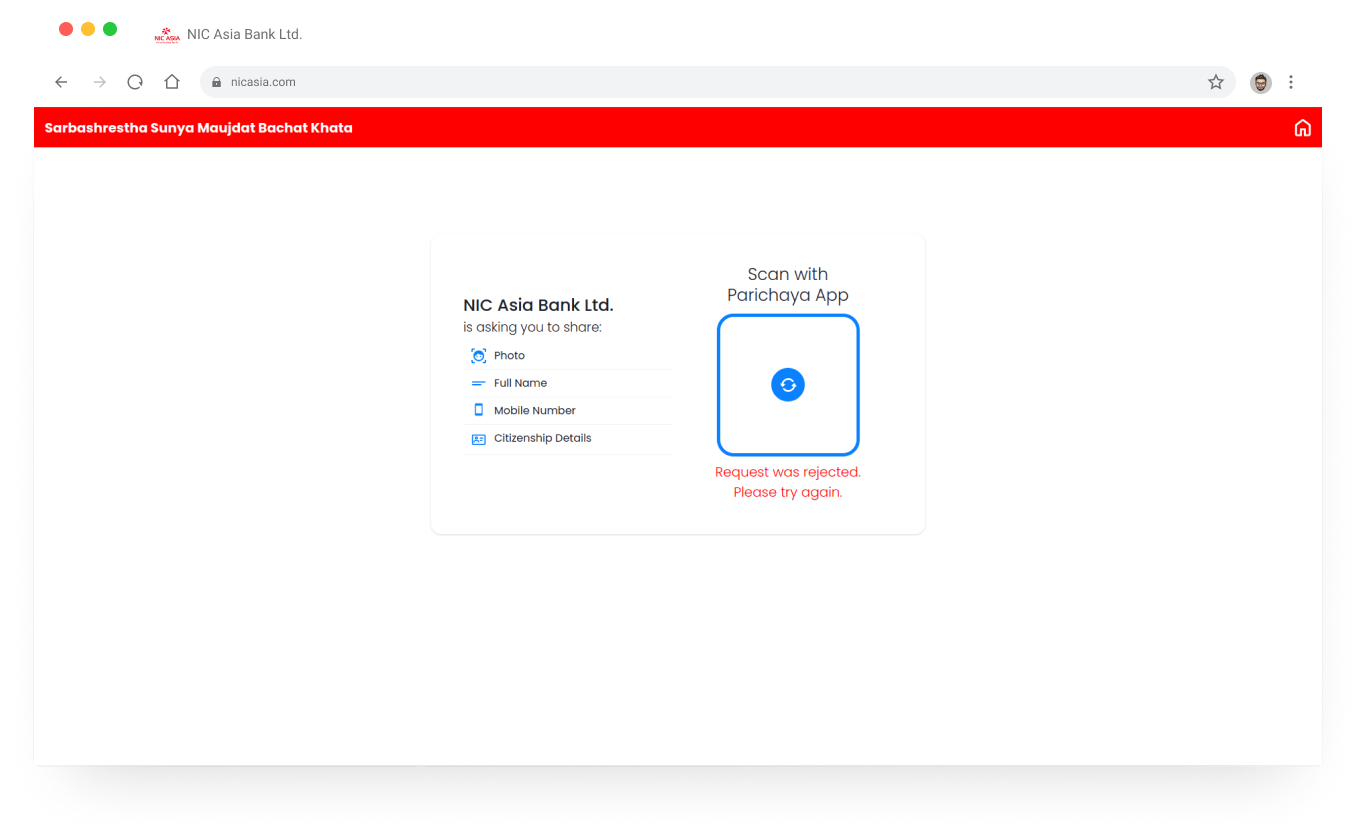 NIC ASIA
NIC Asia Bank Ltd.
nicasia.com
Sarbashrestha Sunya Maujdat Bachat Khata
NIC Asia Bank Ltd.
is asking you to share:
Photo
Full Name
Mobile Number
Citizenship Details
Scan with
Parichaya App
Request was rejected.
Please try again.